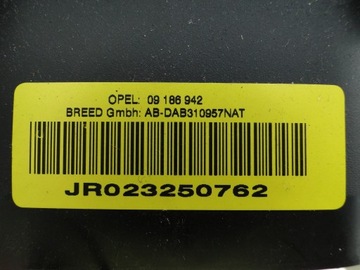 OPEL: 09 186 942
BREED Gmbh: AB-DAB310957NAT
JR023250762